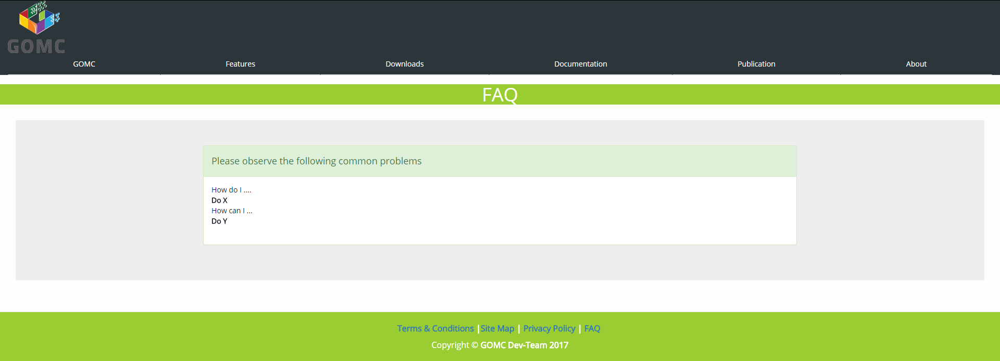 GOMC
GOMC Features Downloads Documentation Publication About
FAQ
Please observe the following common problems
How do I ....
Do X
How can I ...
Do Y
Terms & Conditions |Site Map | Privacy Policy | FAQ
Copyright © GOMC Dev-Team 2017